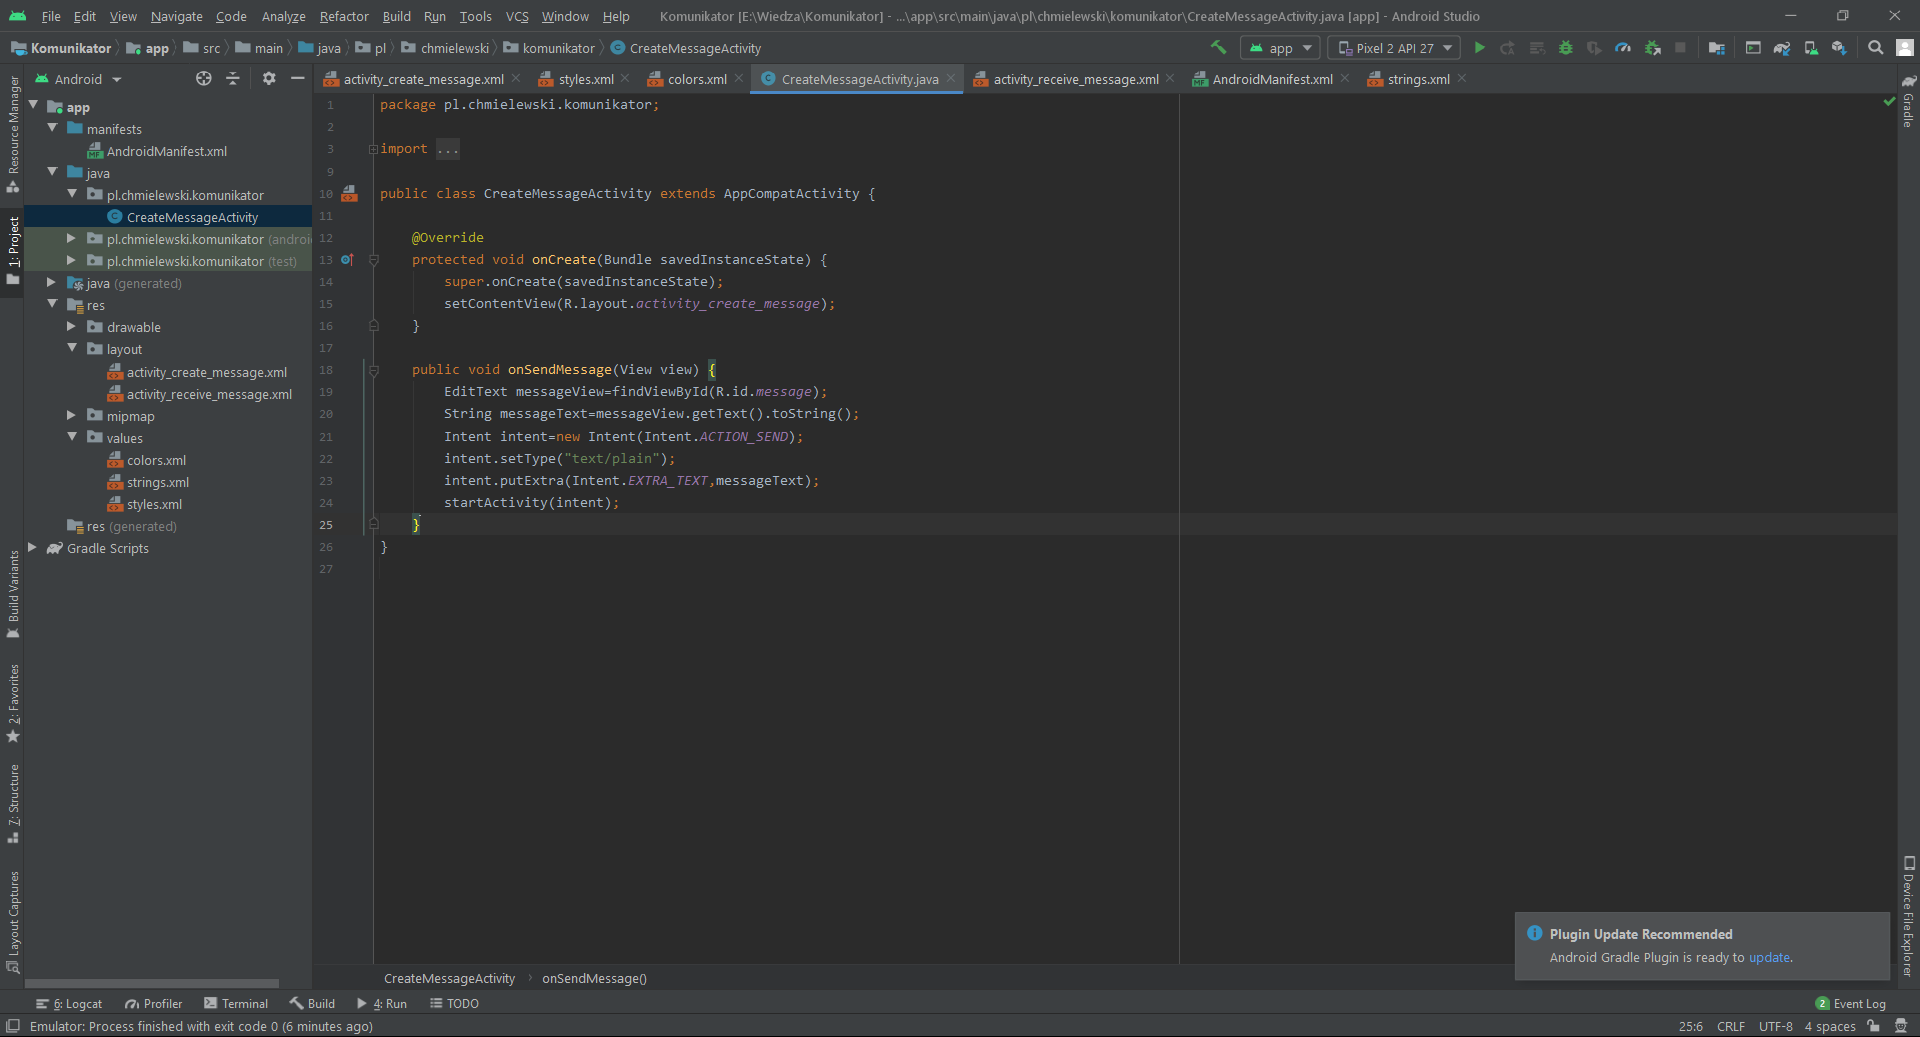 File Edit View Navigate Code Analyze Refactor Build Run Tools VCS Window Help Komunikator [E:\Wiedza\Komunikator] - ...\app\src\main\java\pl\chmielewski\komunikator\CreateMessageActivity.java [app] - Android Studio
Komunikator app src main java pl chmielewski komunikator CreateMessageActivity app Pixel 2 API 27
Android
activity_create_message.xml styles.xml colors.xml CreateMessageActivity.java activity_receive_message.xml AndroidManifest.xml strings.xml
Resource Manager
1: Project
Build Variants
2: Favorites
7: Structure
Layout Captures
app
manifests
AndroidManifest.xml
java
pl.chmielewski.komunikator
CreateMessageActivity
pl.chmielewski.komunikator (androi
pl.chmielewski.komunikator (test)
java (generated)
res
drawable
layout
activity_create_message.xml
activity_receive_message.xml
mipmap
values
colors.xml
strings.xml
styles.xml
res (generated)
Gradle Scripts
1 package pl.chmielewski.komunikator;
2
3 import ...
9
10 public class CreateMessageActivity extends AppCompatActivity {
11
12 @Override
13 protected void onCreate(Bundle savedInstanceState) {
14 super.onCreate(savedInstanceState);
15 setContentView(R.layout.activity_create_message);
16 }
17
18 public void onSendMessage(View view) {
19 EditText messageView=findViewById(R.id.message);
20 String messageText=messageView.getText().toString();
21 Intent intent=new Intent(Intent.ACTION_SEND);
22 intent.setType("text/plain");
23 intent.putExtra(Intent.EXTRA_TEXT,messageText);
24 startActivity(intent);
25 }
26 }
27
Gradle
Device File Explorer
Plugin Update Recommended
Android Gradle Plugin is ready to update.
CreateMessageActivity onSendMessage()
6: Logcat Profiler Terminal Build 4: Run TODO 2 Event Log
Emulator: Process finished with exit code 0 (6 minutes ago) 25:6 CRLF UTF-8 4 spaces